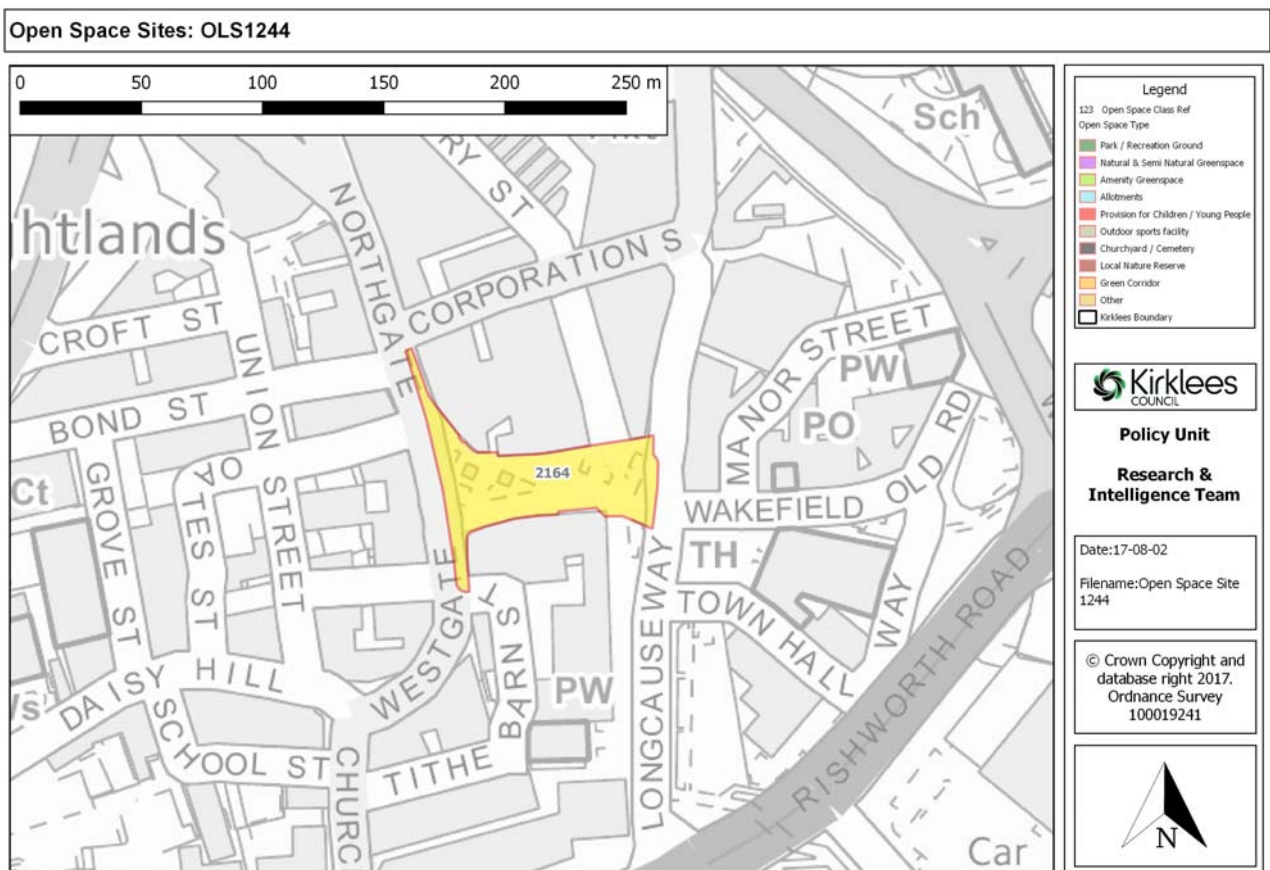 Open Space Sites: OLS1244
0 50 100 150 200 250 m
Sch
RY ST
NORTHGATE
htlands
CORPORATION S
CROFT ST
UNION STREET
MANOR STREET
PW
BOND ST
PO
OATES ST
GROVE ST
Ct
2164
WAKEFIELD OLD RD
TH
WESTGATE
LONGCAUSEWAY
TOWN HALL WAY
RISHWORTH ROAD
DAISY HILL
TITHE BARN ST
PW
SCHOOL ST
CHURC
Car
Legend
123 Open Space Class Ref
Open Space Type
Park / Recreation Ground
Natural & Semi Natural Greenspace
Amenity Greenspace
Allotments
Provision for Children / Young People
Outdoor sports facility
Churchyard / Cemetery
Local Nature Reserve
Green Corridor
Other
Kirklees Boundary
Kirklees
COUNCIL
Policy Unit
Research &
Intelligence Team
Date:17-08-02
Filename:Open Space Site
1244
© Crown Copyright and
database right 2017.
Ordnance Survey
100019241
N